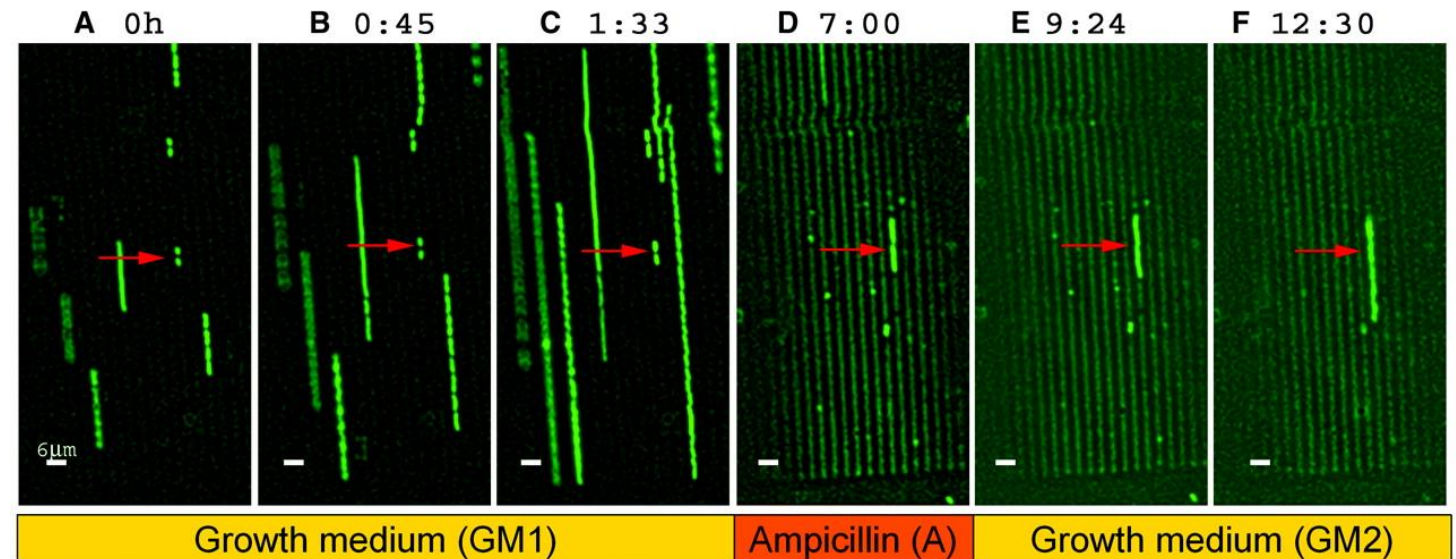 A 0h B 0:45 C 1:33 D 7:00 E 9:24 F 12:30
6µm
Growth medium (GM1) Ampicillin (A) Growth medium (GM2)